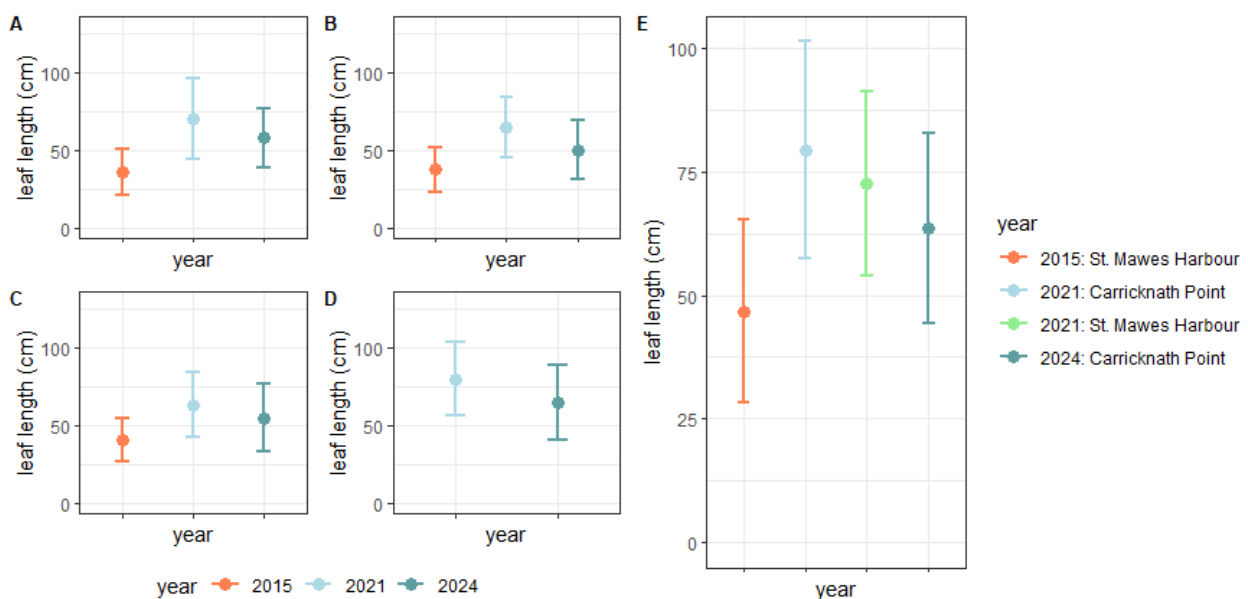 A
leaf length (cm)
100
50
0
year
B
leaf length (cm)
100
50
0
year
C
leaf length (cm)
100
50
0
year
D
leaf length (cm)
100
50
0
year
year 2015 2021 2024
E
leaf length (cm)
100
75
50
25
0
year
year
2015: St. Mawes Harbour
2021: Carricknath Point
2021: St. Mawes Harbour
2024: Carricknath Point